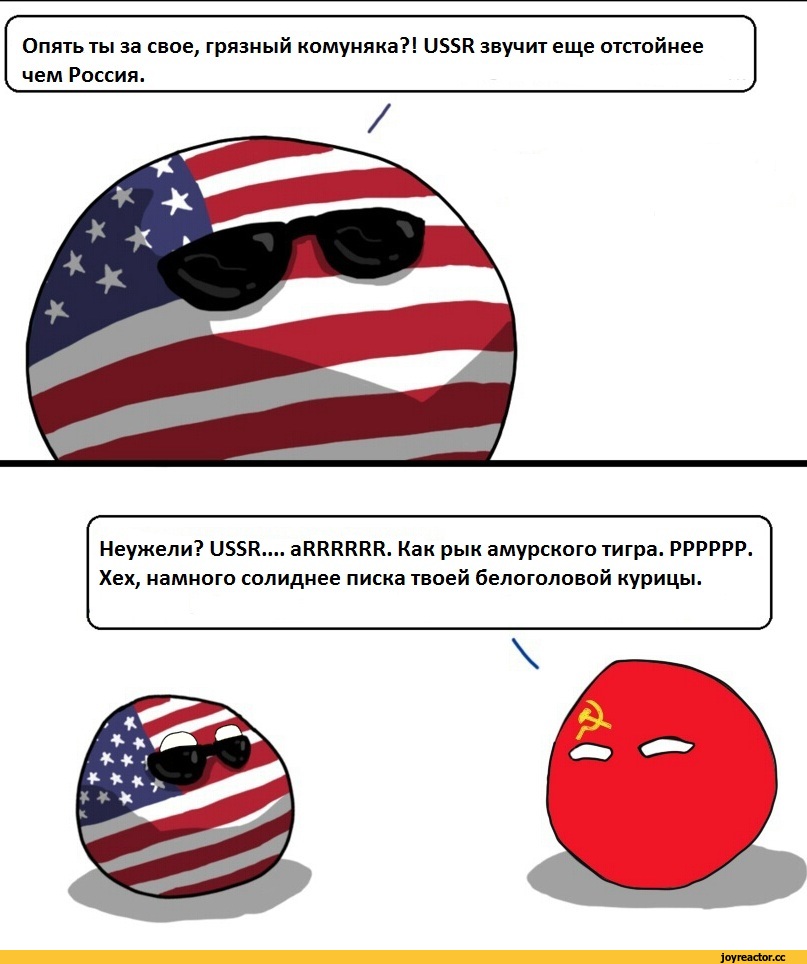 Опять ты за свое, грязный комуняка?! USSR звучит еще отстойнее
чем Россия.
Неужели? USSR.... aRRRRRR. Как рык амурского тигра. РРРРРР.
Хех, намного солиднее писка твоей белоголовой курицы.
joyreactor.cc